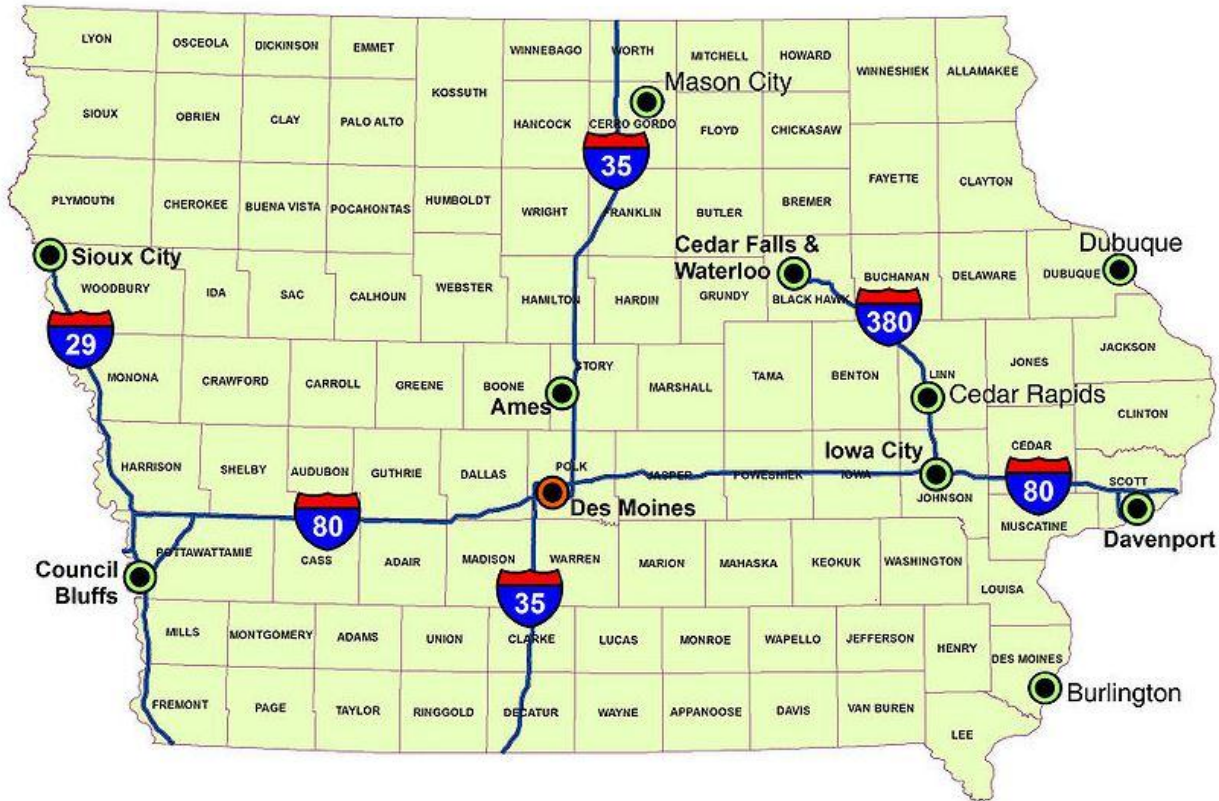 LYON
OSCEOLA
DICKINSON
EMMET
KOSSUTH
WINNEBAGO
WORTH
MITCHELL
HOWARD
WINNESHIEK
ALLAMAKEE
Mason City
SIOUX
OBRIEN
CLAY
PALO ALTO
HANCOCK
CERRO GORDO
FLOYD
CHICKASAW
35
FAYETTE
CLAYTON
PLYMOUTH
CHEROKEE
BUENA VISTA
POCAHONTAS
HUMBOLDT
WRIGHT
FRANKLIN
BUTLER
BREMER
Sioux City
Cedar Falls &
Waterloo
Dubuque
WOODBURY
IDA
SAC
CALHOUN
WEBSTER
HAMILTON
HARDIN
GRUNDY
BLACK HAWK
BUCHANAN
DELAWARE
DUBUQUE
29
380
MONONA
CRAWFORD
CARROLL
GREENE
BOONE
STORY
MARSHALL
TAMA
BENTON
LINN
JONES
JACKSON
Ames
Cedar Rapids
CLINTON
HARRISON
SHELBY
AUDUBON
GUTHRIE
DALLAS
POLK
JASPER
POWESHIEK
IOWA
Iowa City
JOHNSON
CEDAR
80
SCOTT
Des Moines
80
MUSCATINE
Davenport
POTTAWATTAMIE
CASS
ADAIR
MADISON
WARREN
MARION
MAHASKA
KEOKUK
WASHINGTON
LOUISA
Council
Bluffs
35
MILLS
MONTGOMERY
ADAMS
UNION
CLARKE
LUCAS
MONROE
WAPELLO
JEFFERSON
HENRY
DES MOINES
Burlington
FREMONT
PAGE
TAYLOR
RINGGOLD
DECATUR
WAYNE
APPANOOSE
DAVIS
VAN BUREN
LEE